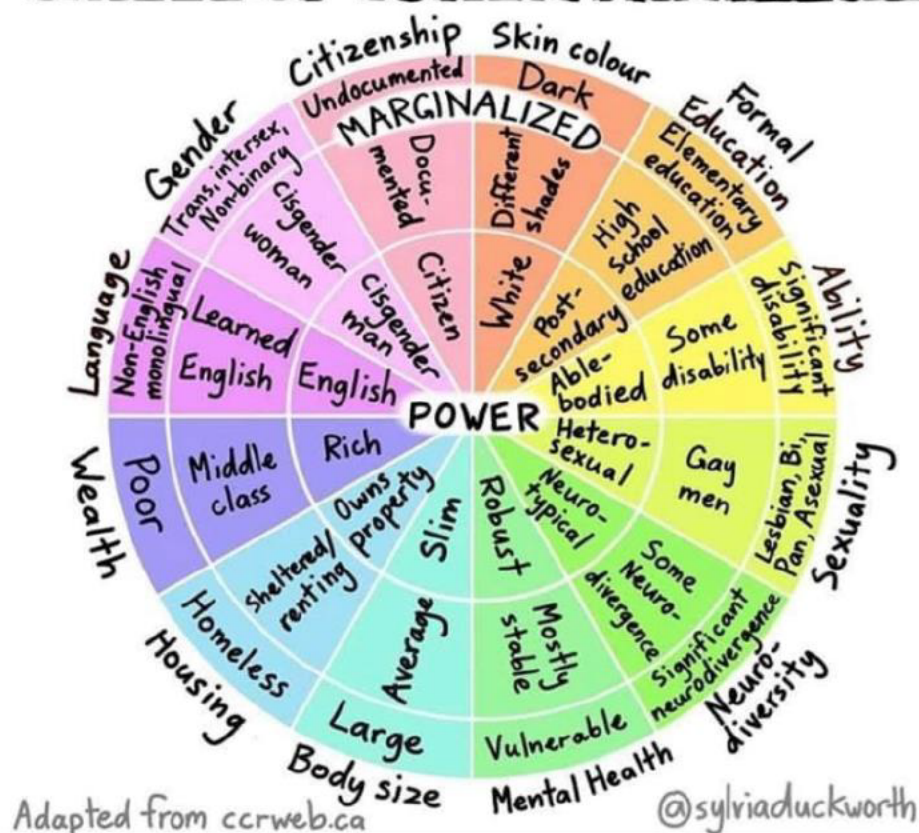 Citizenship
Undocumented
Docu-
mented
Citizen
Skin colour
Dark
Different
shades
White
Formal
Education
Elementary
education
High
School
education
Post-
secondary
Ability
Significant
disability
Some
disability
Able-
bodied
Sexuality
Lesbian, Bi,
Pan, Asexual
Gay
men
Hetero-
sexual
Neuro-
diversity
Significant
neurodivergence
Some
Neuro-
divergence
Neuro-
typical
Mental Health
Vulnerable
Mostly
stable
Robust
Body size
Large
Average
Slim
Housing
Homeless
Sheltered/
renting
Owns
property
Wealth
Poor
Middle
class
Rich
Language
Non-English
monolingual
Learned
English
English
Gender
Trans, intersex,
Nonbinary
Cisgender
woman
Cisgender
man
MARGINALIZED
POWER
Adapted from ccrweb.ca
@sylviaduckworth